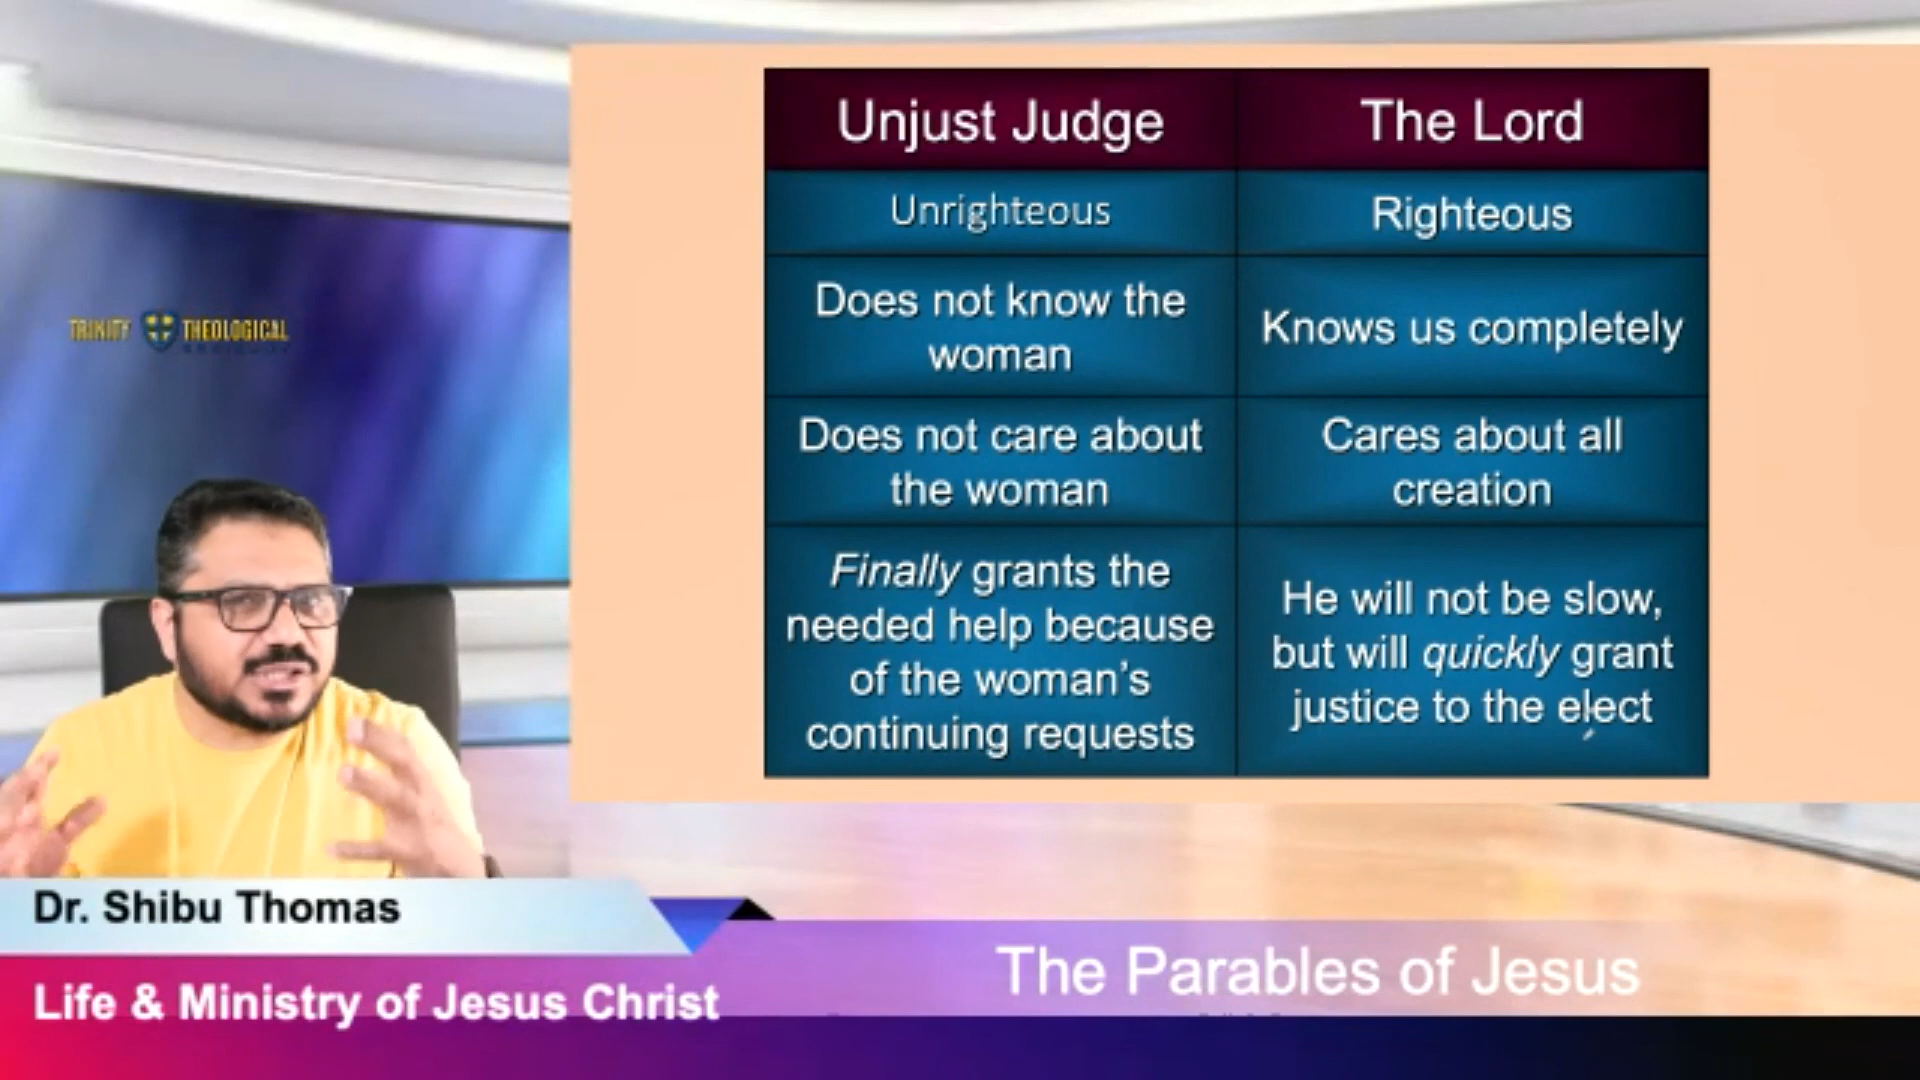 Unjust Judge
The Lord
Unrighteous
Righteous
Does not know the
woman
Knows us completely
Does not care about
the woman
Cares about all
creation
Finally grants the
needed help because
of the woman's
continuing requests
He will not be slow,
but will quickly grant
justice to the elect
TRINITY THEOLOGICAL
Dr. Shibu Thomas
Life & Ministry of Jesus Christ
The Parables of Jesus